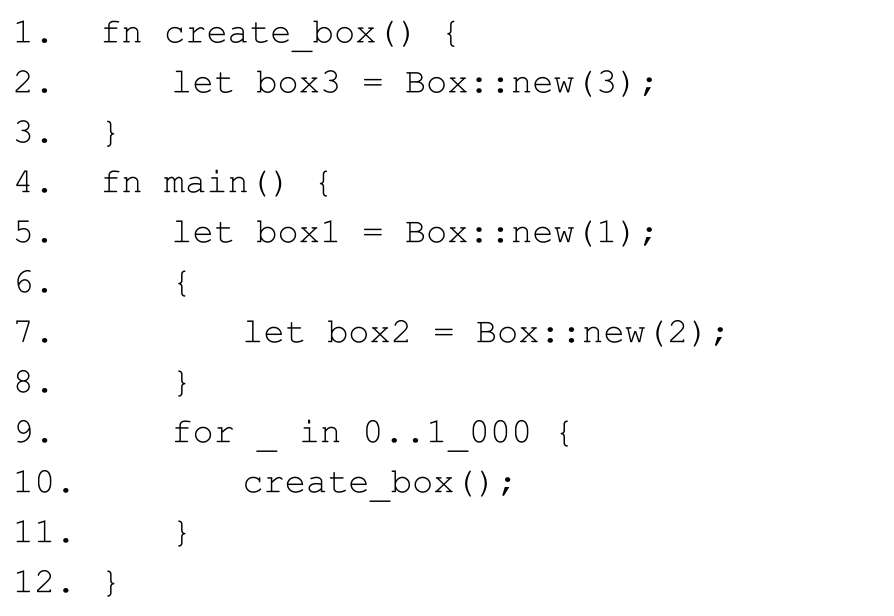 1. fn create_box() {
2. let box3 = Box::new(3);
3. }
4. fn main() {
5. let box1 = Box::new(1);
6. {
7. let box2 = Box::new(2);
8. }
9. for _ in 0..1_000 {
10. create_box();
11. }
12. }